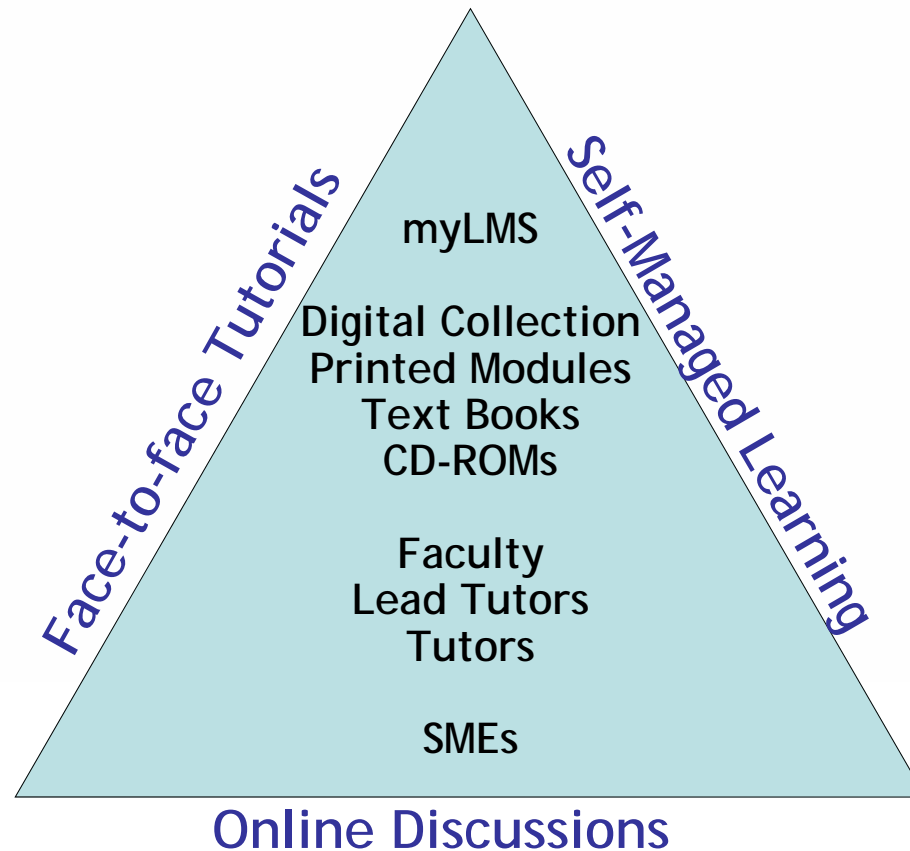 Face-to-face Tutorials
Self-Managed Learning
myLMS
Digital Collection
Printed Modules
Text Books
CD-ROMs
Faculty
Lead Tutors
Tutors
SMEs
Online Discussions